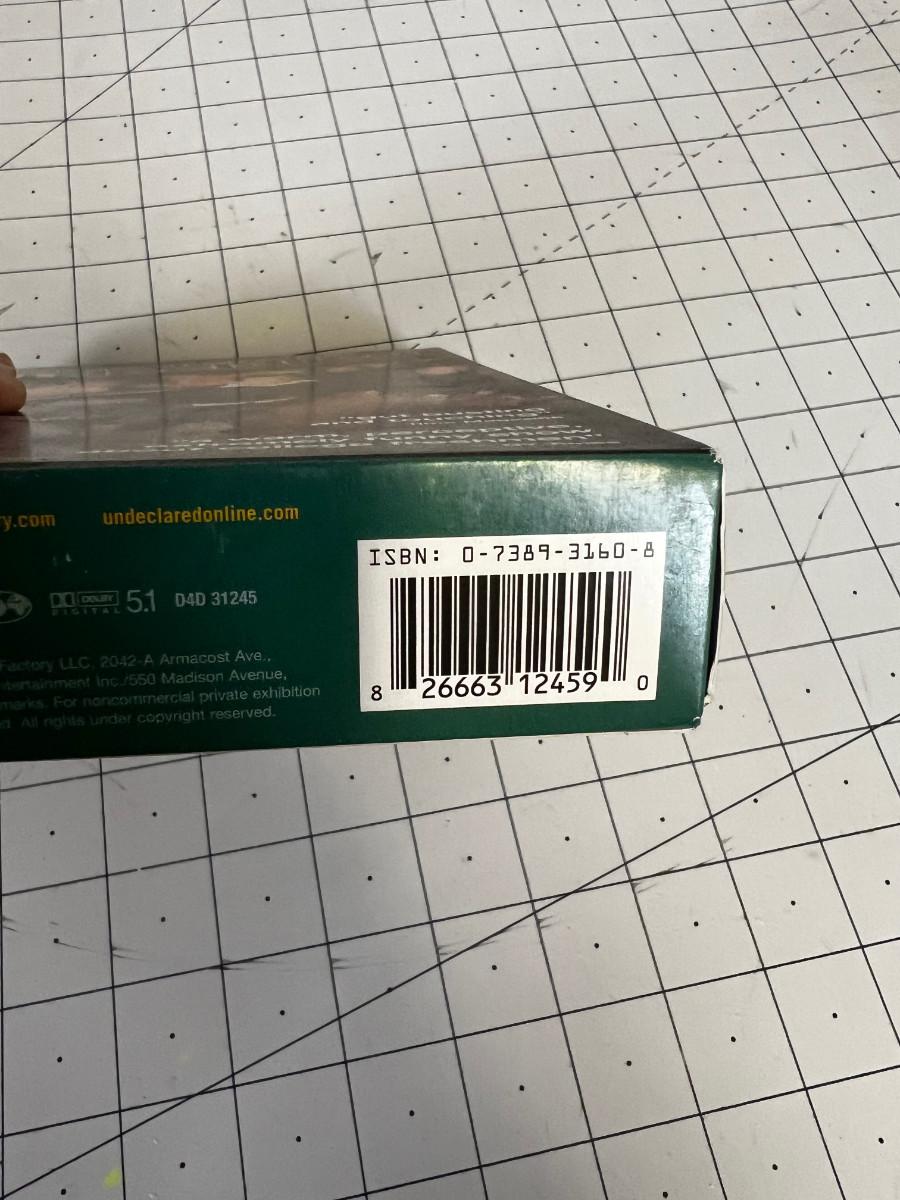 "gut-busting
ry.com undeclaredonline.com
ISBN: 0-7389-3160-8
DOLBY
DIGITAL 5.1 D4D 31245
Factory LLC, 2042-A Armacost Ave.,
ntertainment Inc./550 Madison Avenue,
marks. For noncommercial private exhibition
d. All rights under copyright reserved.
8 26663 12459 0